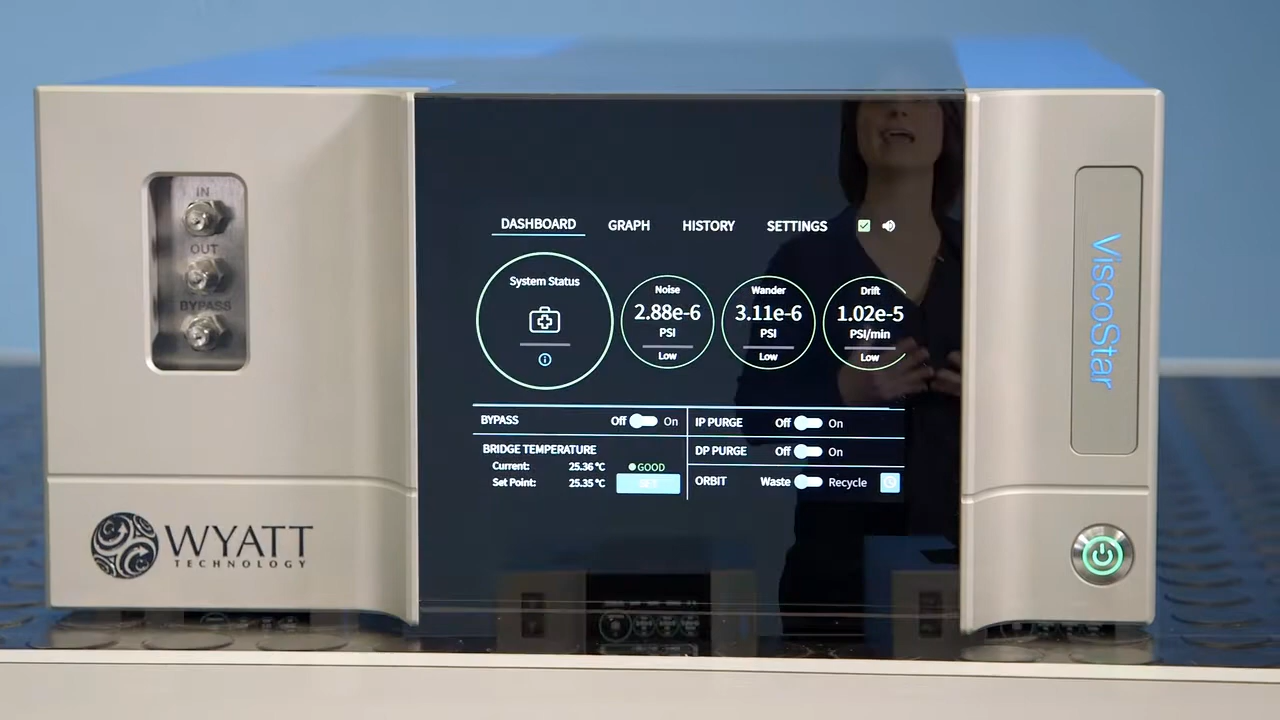 IN
OUT
BYPASS
WYATT
TECHNOLOGY
DASHBOARD GRAPH HISTORY SETTINGS
System Status
Noise
2.88e-6
PSI
Low
Wander
3.11e-6
PSI
Low
Drift
1.02e-5
PSI/min
Low
BYPASS Off On
BRIDGE TEMPERATURE
Current: 25.36 °C GOOD
Set Point: 25.35 °C SET
IP PURGE Off On
DP PURGE Off On
ORBIT Waste Recycle
ViscoStar